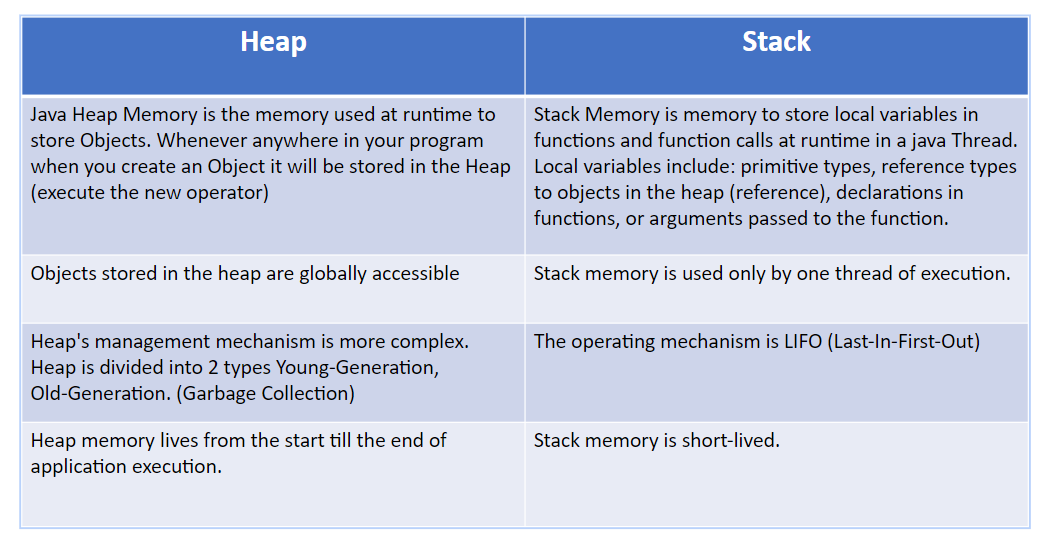 Heap
Stack
Java Heap Memory is the memory used at runtime to
store Objects. Whenever anywhere in your program
when you create an Object it will be stored in the Heap
(execute the new operator)
Stack Memory is memory to store local variables in
functions and function calls at runtime in a java Thread.
Local variables include: primitive types, reference types
to objects in the heap (reference), declarations in
functions, or arguments passed to the function.
Objects stored in the heap are globally accessible
Stack memory is used only by one thread of execution.
Heap's management mechanism is more complex.
Heap is divided into 2 types Young-Generation,
Old-Generation. (Garbage Collection)
The operating mechanism is LIFO (Last-In-First-Out)
Heap memory lives from the start till the end of
application execution.
Stack memory is short-lived.